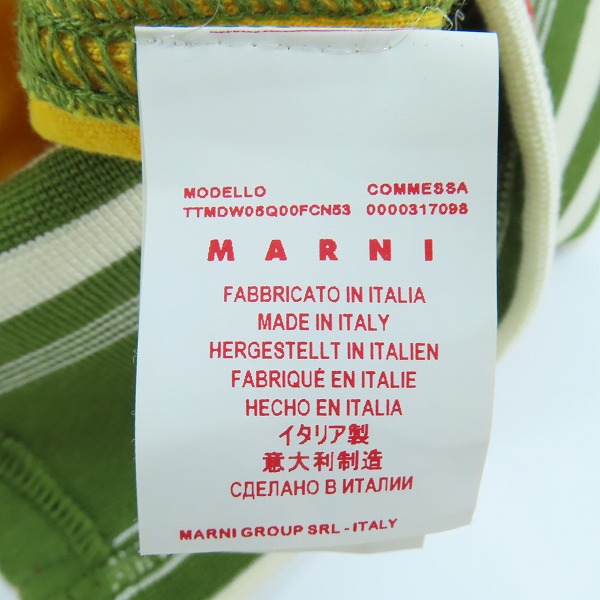 MODELLO COMMESSA
TTMDW05Q00FCN53 0000317098
MARNI
FABBRICATO IN ITALIA
MADE IN ITALY
HERGESTELLT IN ITALIEN
FABRIQUÉ EN ITALIE
HECHO EN ITALIA
イタリア製
意大利制造
СДЕЛАНО В ИТАЛИИ
MARNI GROUP SRL - ITALY